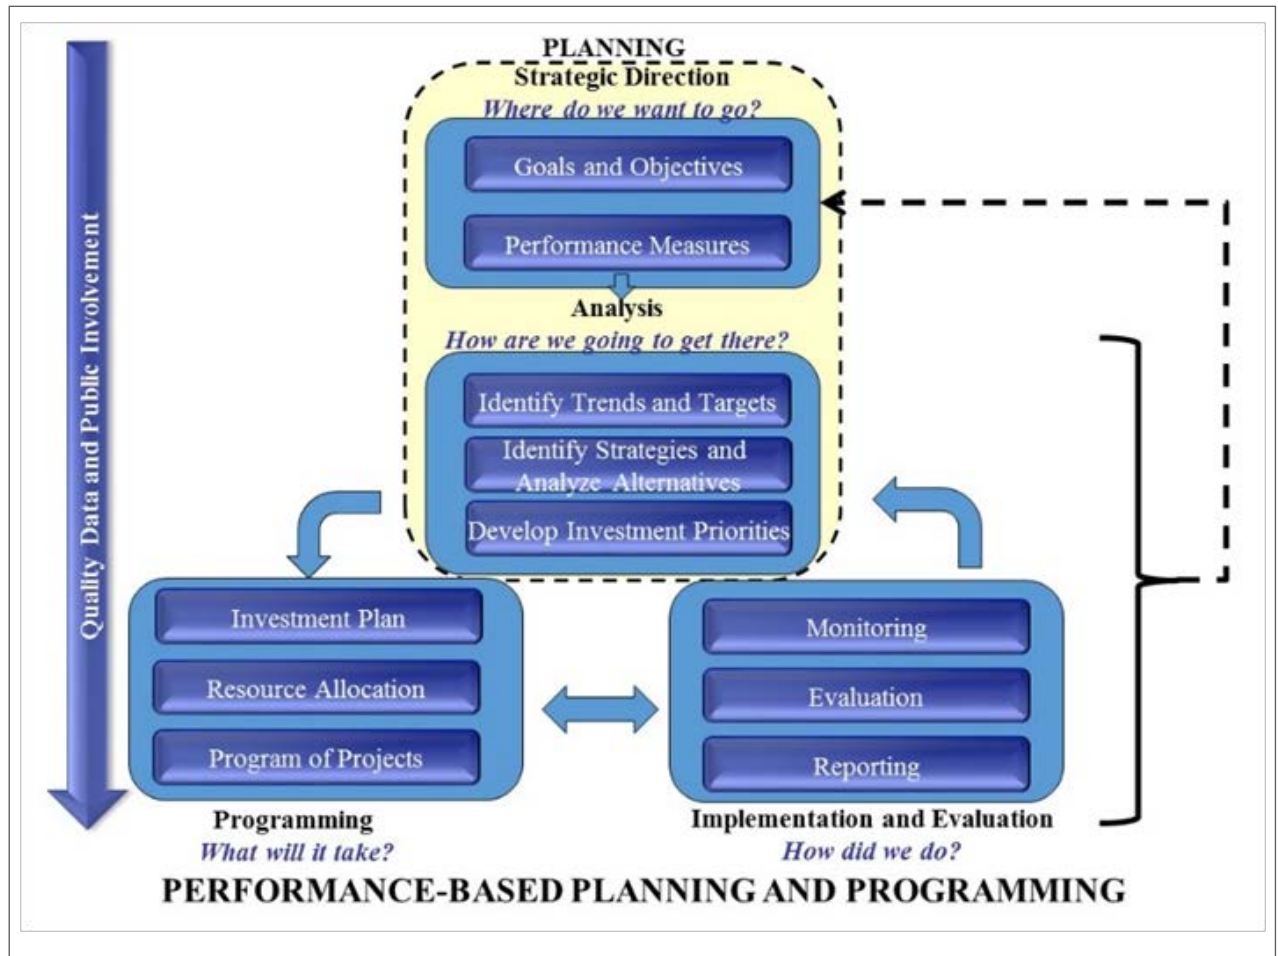 PLANNING
Strategic Direction
Where do we want to go?
Goals and Objectives
Performance Measures
Analysis
How are we going to get there?
Identify Trends and Targets
Identify Strategies and
Analyze Alternatives
Develop Investment Priorities
Quality Data and Public Involvement
Investment Plan
Resource Allocation
Program of Projects
Programming
What will it take?
Monitoring
Evaluation
Reporting
Implementation and Evaluation
How did we do?
PERFORMANCE-BASED PLANNING AND PROGRAMMING